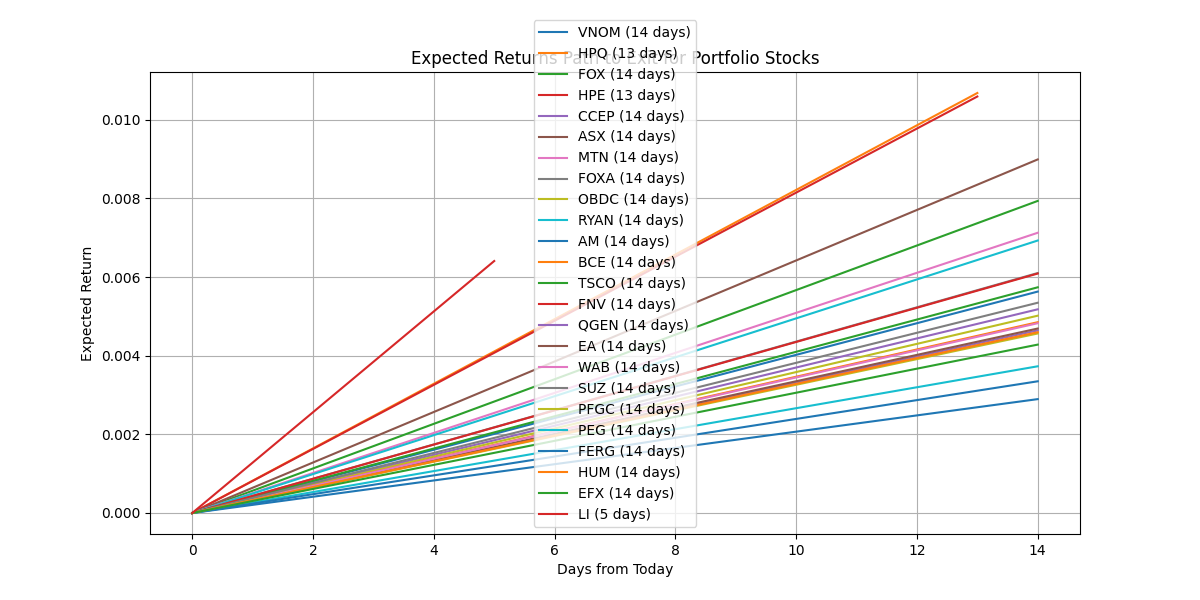 Expected Returns Path to Exit for Portfolio Stocks
VNOM (14 days)
HPQ (13 days)
FOX (14 days)
HPE (13 days)
CCEP (14 days)
ASX (14 days)
MTN (14 days)
FOXA (14 days)
OBDC (14 days)
RYAN (14 days)
AM (14 days)
BCE (14 days)
TSCO (14 days)
FNV (14 days)
QGEN (14 days)
EA (14 days)
WAB (14 days)
SUZ (14 days)
PFGC (14 days)
PEG (14 days)
FERG (14 days)
HUM (14 days)
EFX (14 days)
LI (5 days)
Expected Return
0.010
0.008
0.006
0.004
0.002
0.000
0 2 4 6 8 10 12 14
Days from Today